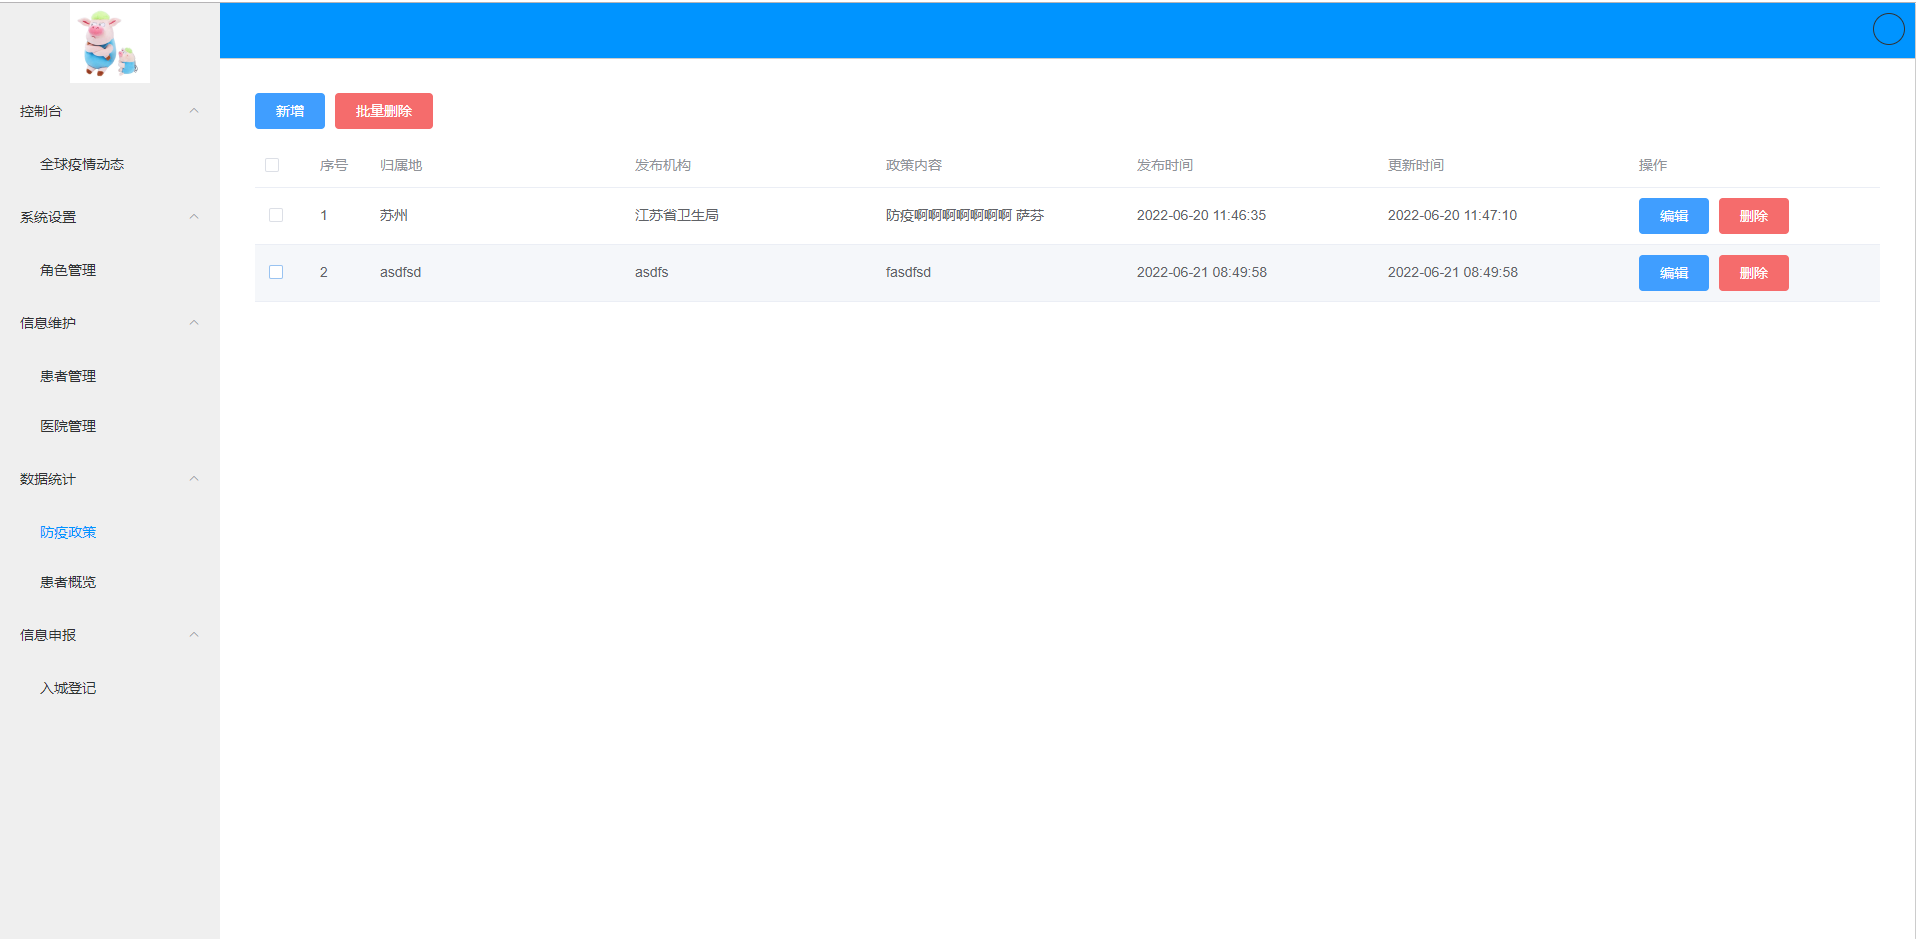 控制台
全球疫情动态
系统设置
角色管理
信息维护
患者管理
医院管理
数据统计
防疫政策
患者概览
信息申报
入城登记
新增 批量删除
序号 归属地 发布机构 政策内容 发布时间 更新时间 操作
1 苏州 江苏省卫生局 防疫啊啊啊啊啊啊啊 萨芬 2022-06-20 11:46:35 2022-06-20 11:47:10 编辑 删除
2 asdfsd asdfs fasdfsd 2022-06-21 08:49:58 2022-06-21 08:49:58 编辑 删除